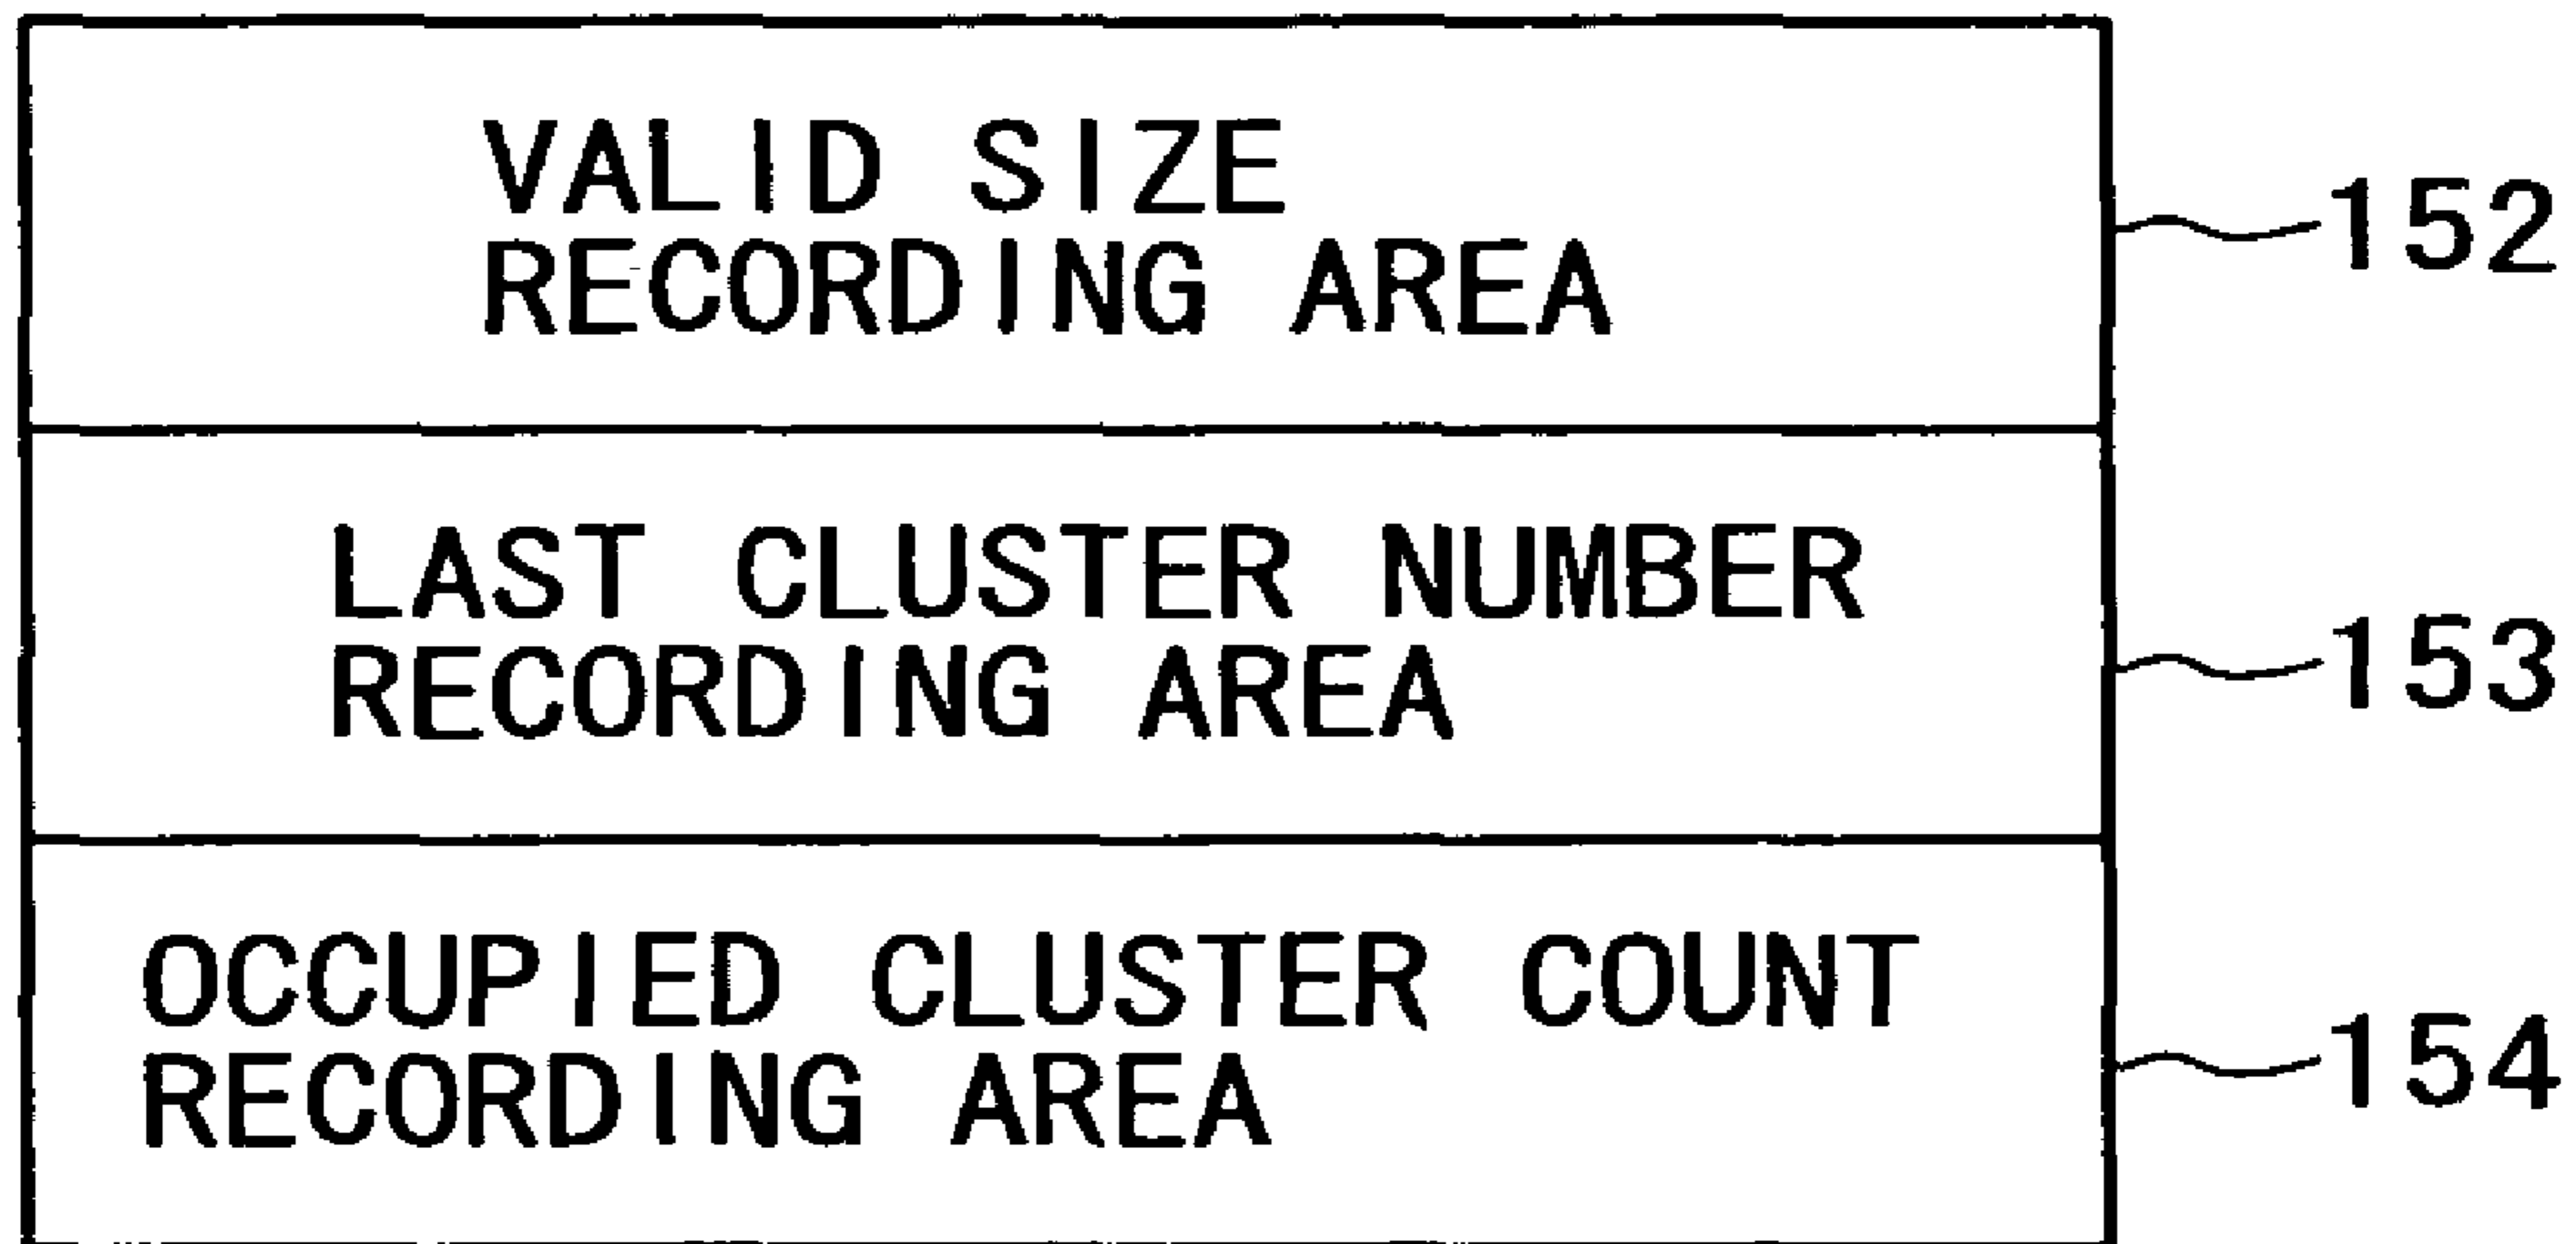 VALID SIZE
RECORDING AREA
152
LAST CLUSTER NUMBER
RECORDING AREA
153
OCCUPIED CLUSTER COUNT
RECORDING AREA
154